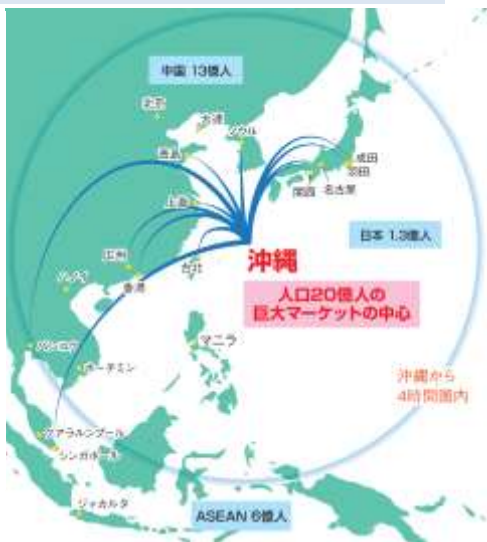 中国 13億人
北京
大連
ソウル
青島
成田
羽田
名古屋
関西
上海
日本 1.3億人
沖縄
台北
広州
香港
ハノイ
人口20億人の
巨大マーケットの中心
マニラ
バンコク
ホーチミン
沖縄から
4時間圏内
クアラルンプール
シンガポール
ジャカルタ
ASEAN 6億人